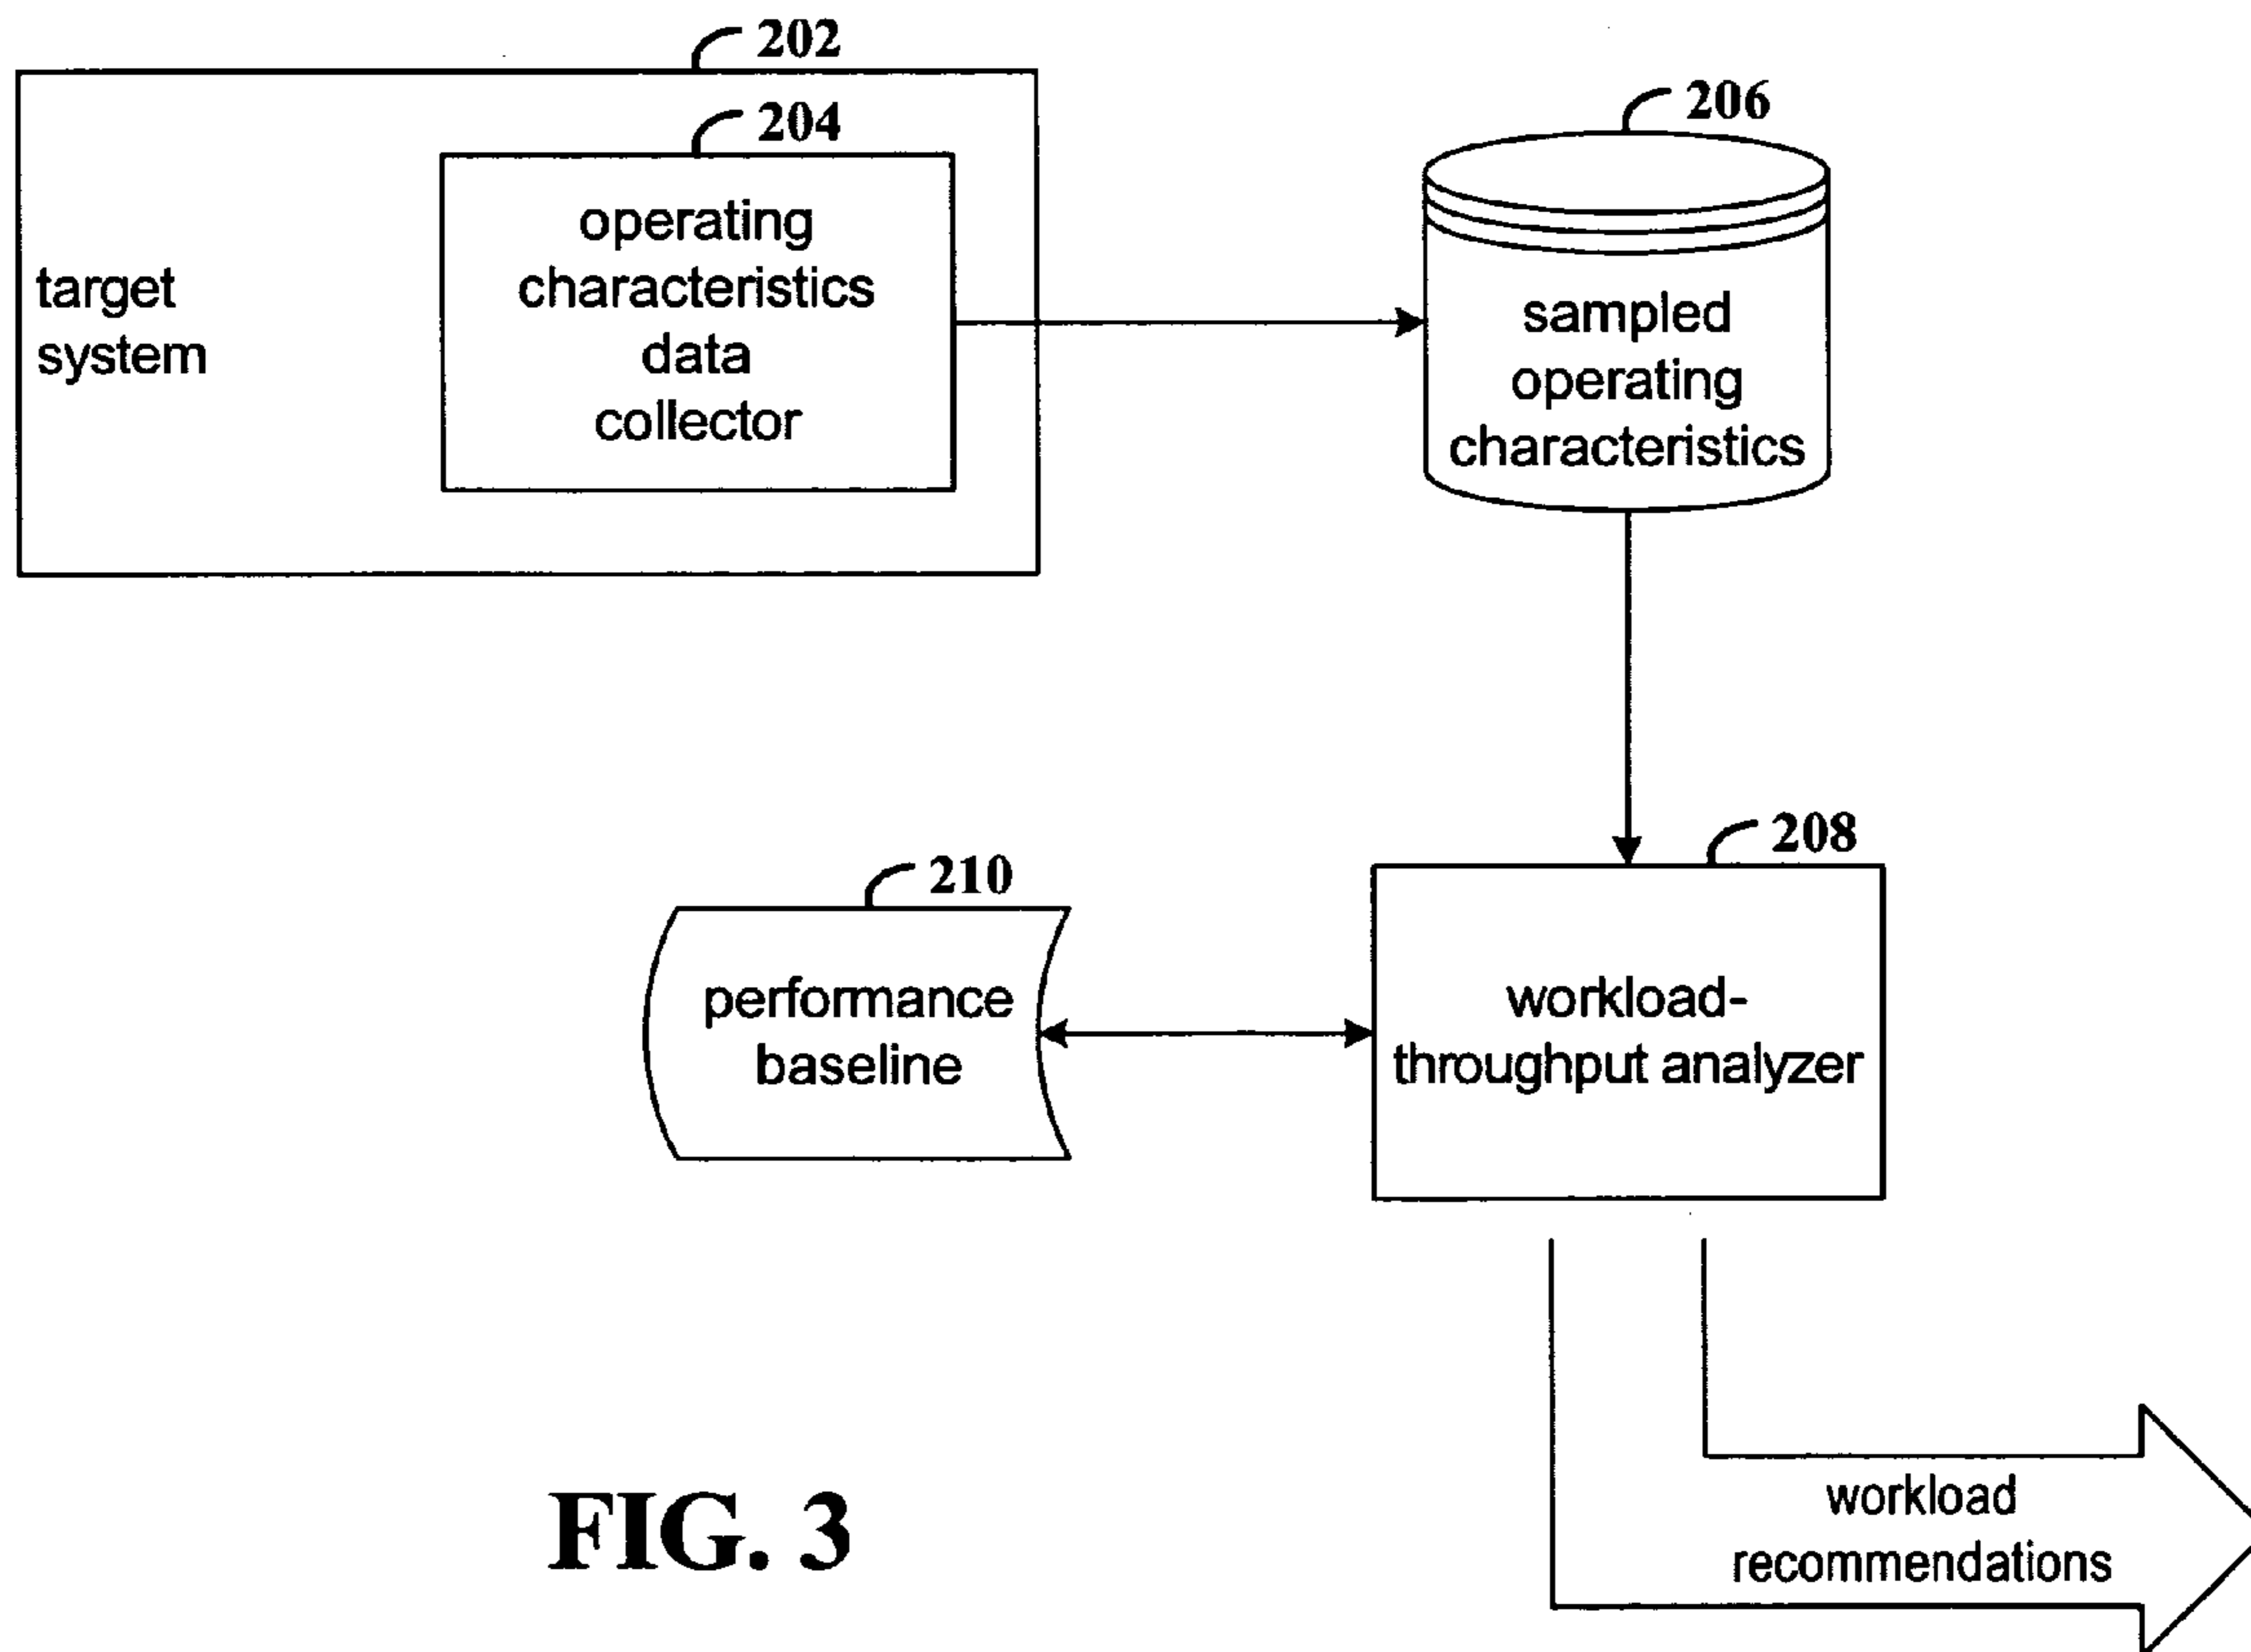 202
204
operating
characteristics
data
collector
target
system
206
sampled
operating
characteristics
208
workload-
throughput analyzer
210
performance
baseline
workload
recommendations
FIG. 3